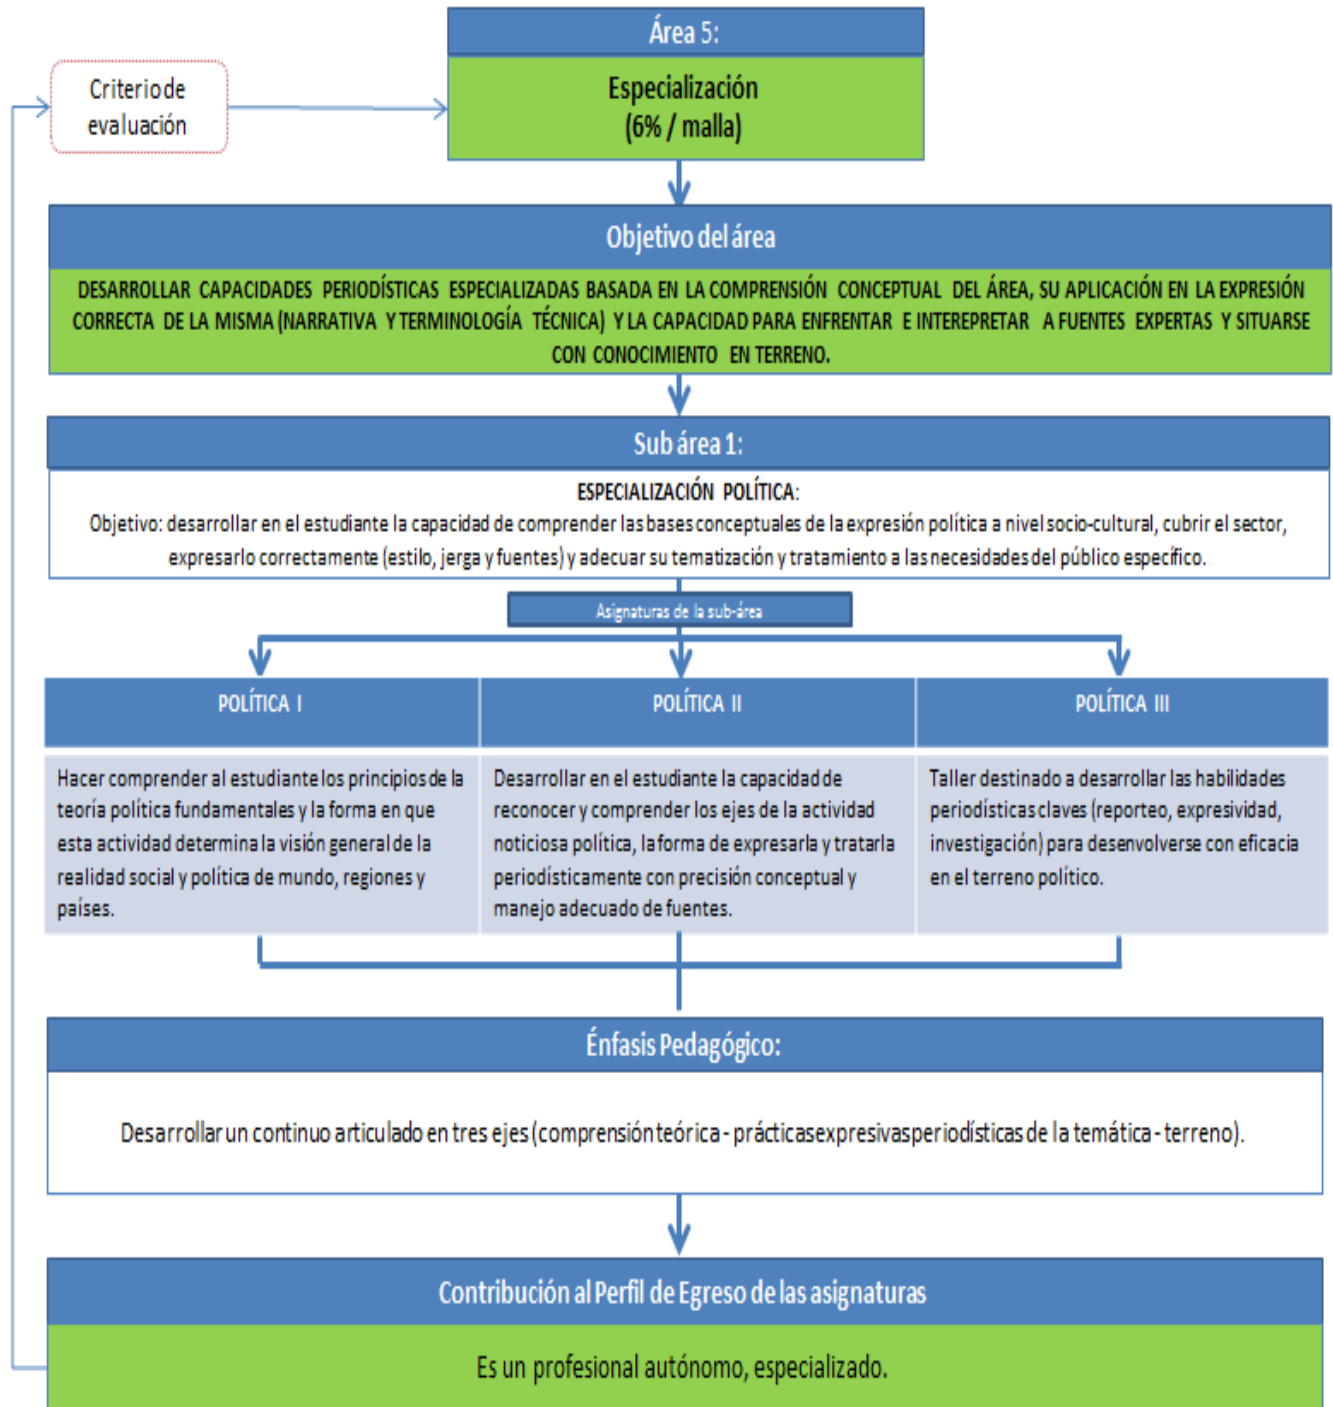 Área 5:
Especialización
(6% / malla)
Criterio de
evaluación
Objetivo del área
DESARROLLAR CAPACIDADES PERIODÍSTICAS ESPECIALIZADAS BASADA EN LA COMPRENSIÓN CONCEPTUAL DEL ÁREA, SU APLICACIÓN EN LA EXPRESIÓN
CORRECTA DE LA MISMA (NARRATIVA Y TERMINOLOGÍA TÉCNICA) Y LA CAPACIDAD PARA ENFRENTAR E INTEREPRETAR A FUENTES EXPERTAS Y SITUARSE
CON CONOCIMIENTO EN TERRENO.
Sub área 1:
ESPECIALIZACIÓN POLÍTICA:
Objetivo: desarrollar en el estudiante la capacidad de comprender las bases conceptuales de la expresión política a nivel socio-cultural, cubrir el sector,
expresarlo correctamente (estilo, jerga y fuentes) y adecuar su tematización y tratamiento a las necesidades del público específico.
Asignaturas de la sub-área
POLÍTICA I
Hacer comprender al estudiante los principios de la
teoría política fundamentales y la forma en que
esta actividad determina la visión general de la
realidad social y política de mundo, regiones y
países.
POLÍTICA II
Desarrollar en el estudiante la capacidad de
reconocer y comprender los ejes de la actividad
noticiosa política, la forma de expresarla y tratarla
periodísticamente con precisión conceptual y
manejo adecuado de fuentes.
POLÍTICA III
Taller destinado a desarrollar las habilidades
periodísticas claves (reporteo, expresividad,
investigación) para desenvolverse con eficacia
en el terreno político.
Énfasis Pedagógico:
Desarrollar un continuo articulado en tres ejes (comprensión teórica - prácticas expresivas periodísticas de la temática - terreno).
Contribución al Perfil de Egreso de las asignaturas
Es un profesional autónomo, especializado.